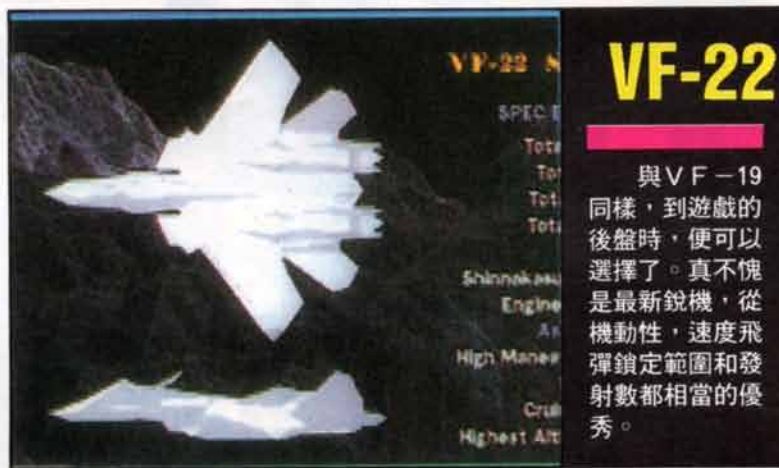 VF-22 S
SPEC
Tota
Tot
Tota
Tota
Shinnakasu
Engine
As
High Maneu
Crui
Highest Alt
VF-22
與VF-19
同樣，到遊戲的
後盤時，便可以
選擇了。真不愧
是最新銳機，從
機動性，速度飛
彈鎖定範圍和發
射數都相當的優
秀。